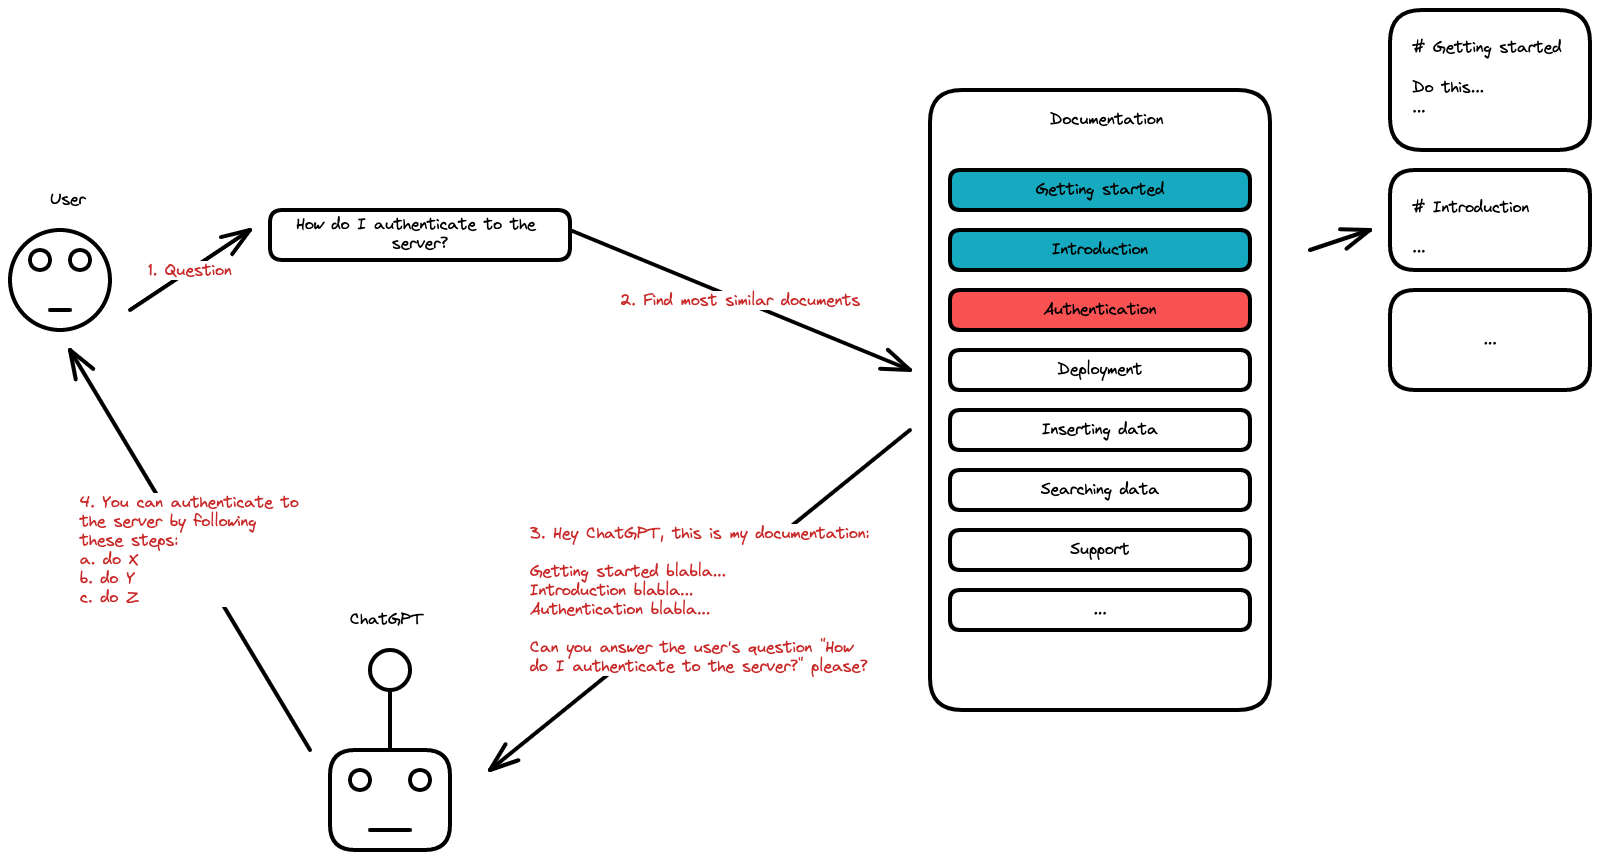 User
1. Question
How do I authenticate to the
server?
2. Find most similar documents
Documentation
Getting started
Introduction
Authentication
Deployment
Inserting data
Searching data
Support
...
# Getting started
Do this...
...
# Introduction
...
...
3. Hey ChatGPT, this is my documentation:
Getting started blabla...
Introduction blabla...
Authentication blabla...
Can you answer the user's question "How
do I authenticate to the server?" please?
ChatGPT
4. You can authenticate to
the server by following
these steps:
a. do X
b. do Y
c. do Z